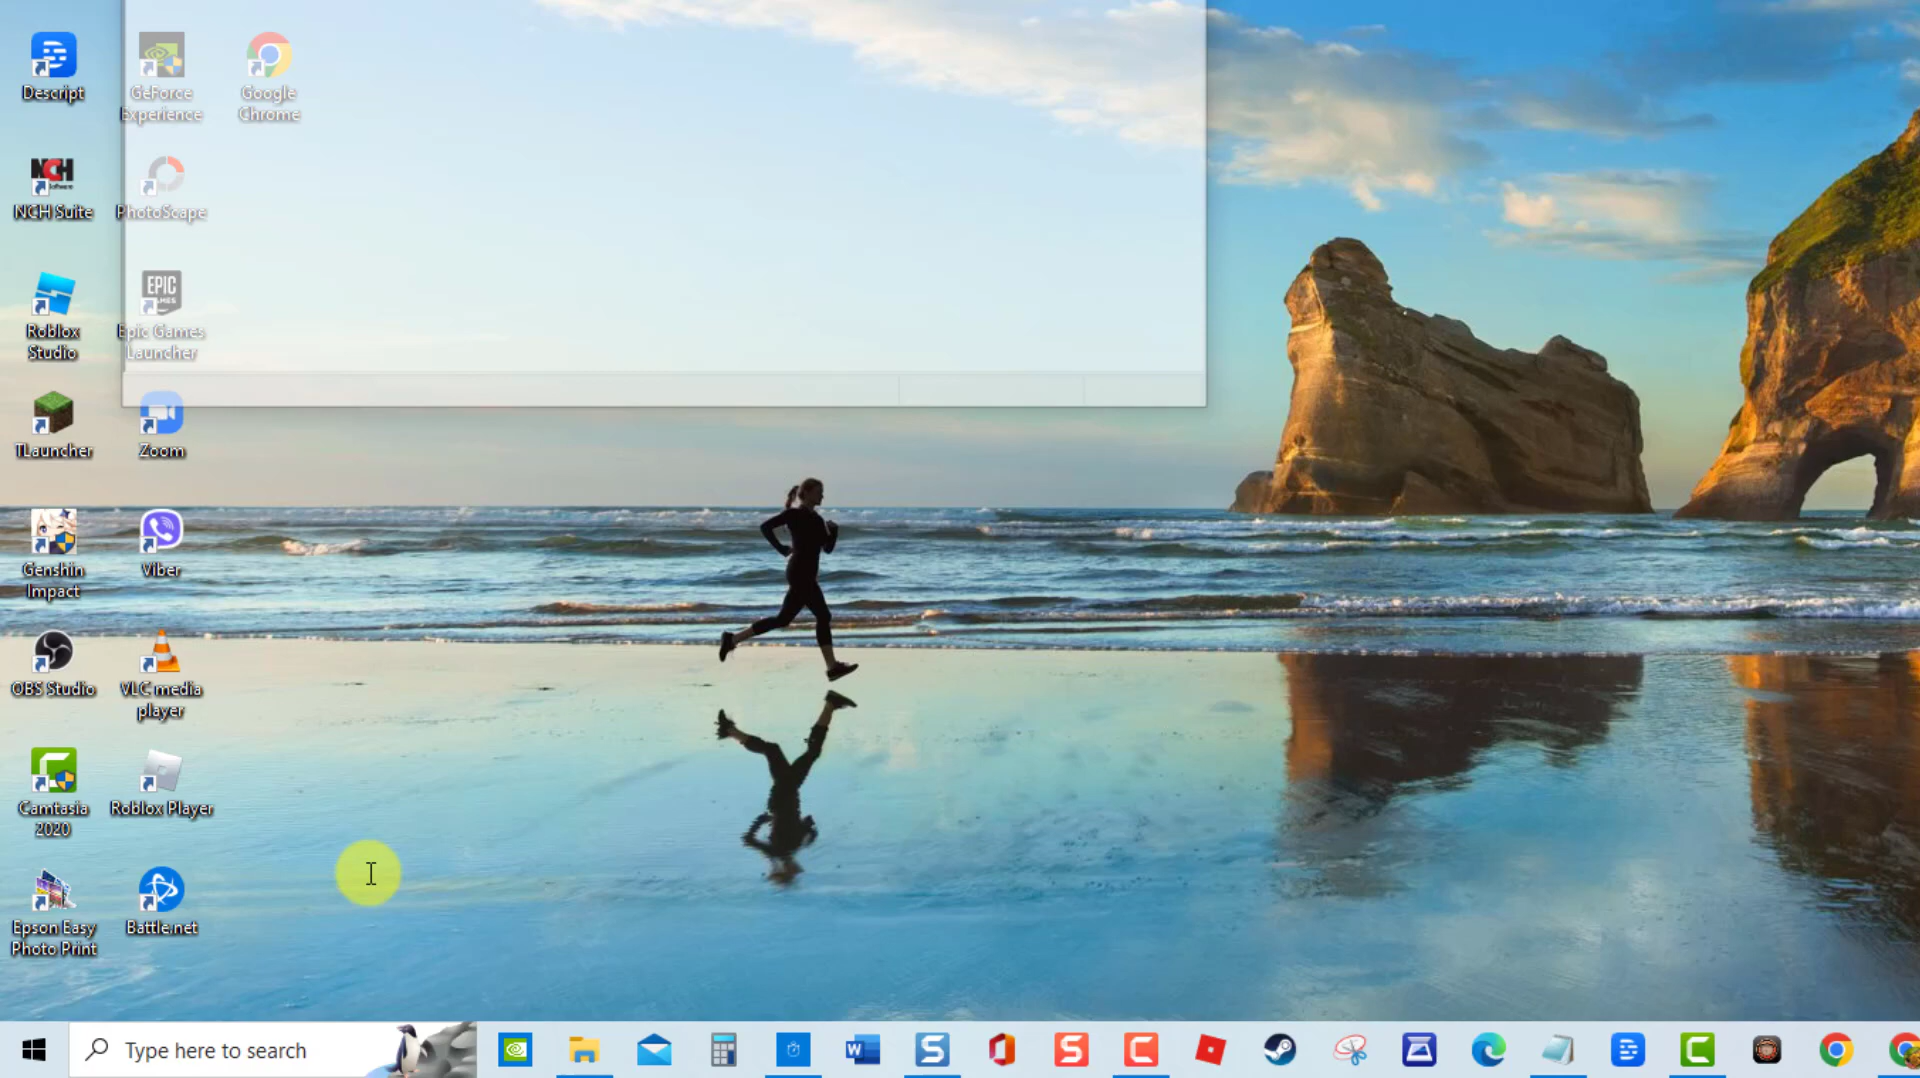 Descript
GeForce
Experience
Google
Chrome
NCH
NCH Suite
PhotoScape
Roblox
Studio
EPIC
GAMES
Epic Games
Launcher
TLauncher
Zoom
Genshin
Impact
Viber
OBS Studio
VLC media
player
Camtasia
2020
Roblox Player
Epson Easy
Photo Print
Battle.net
Type here to search